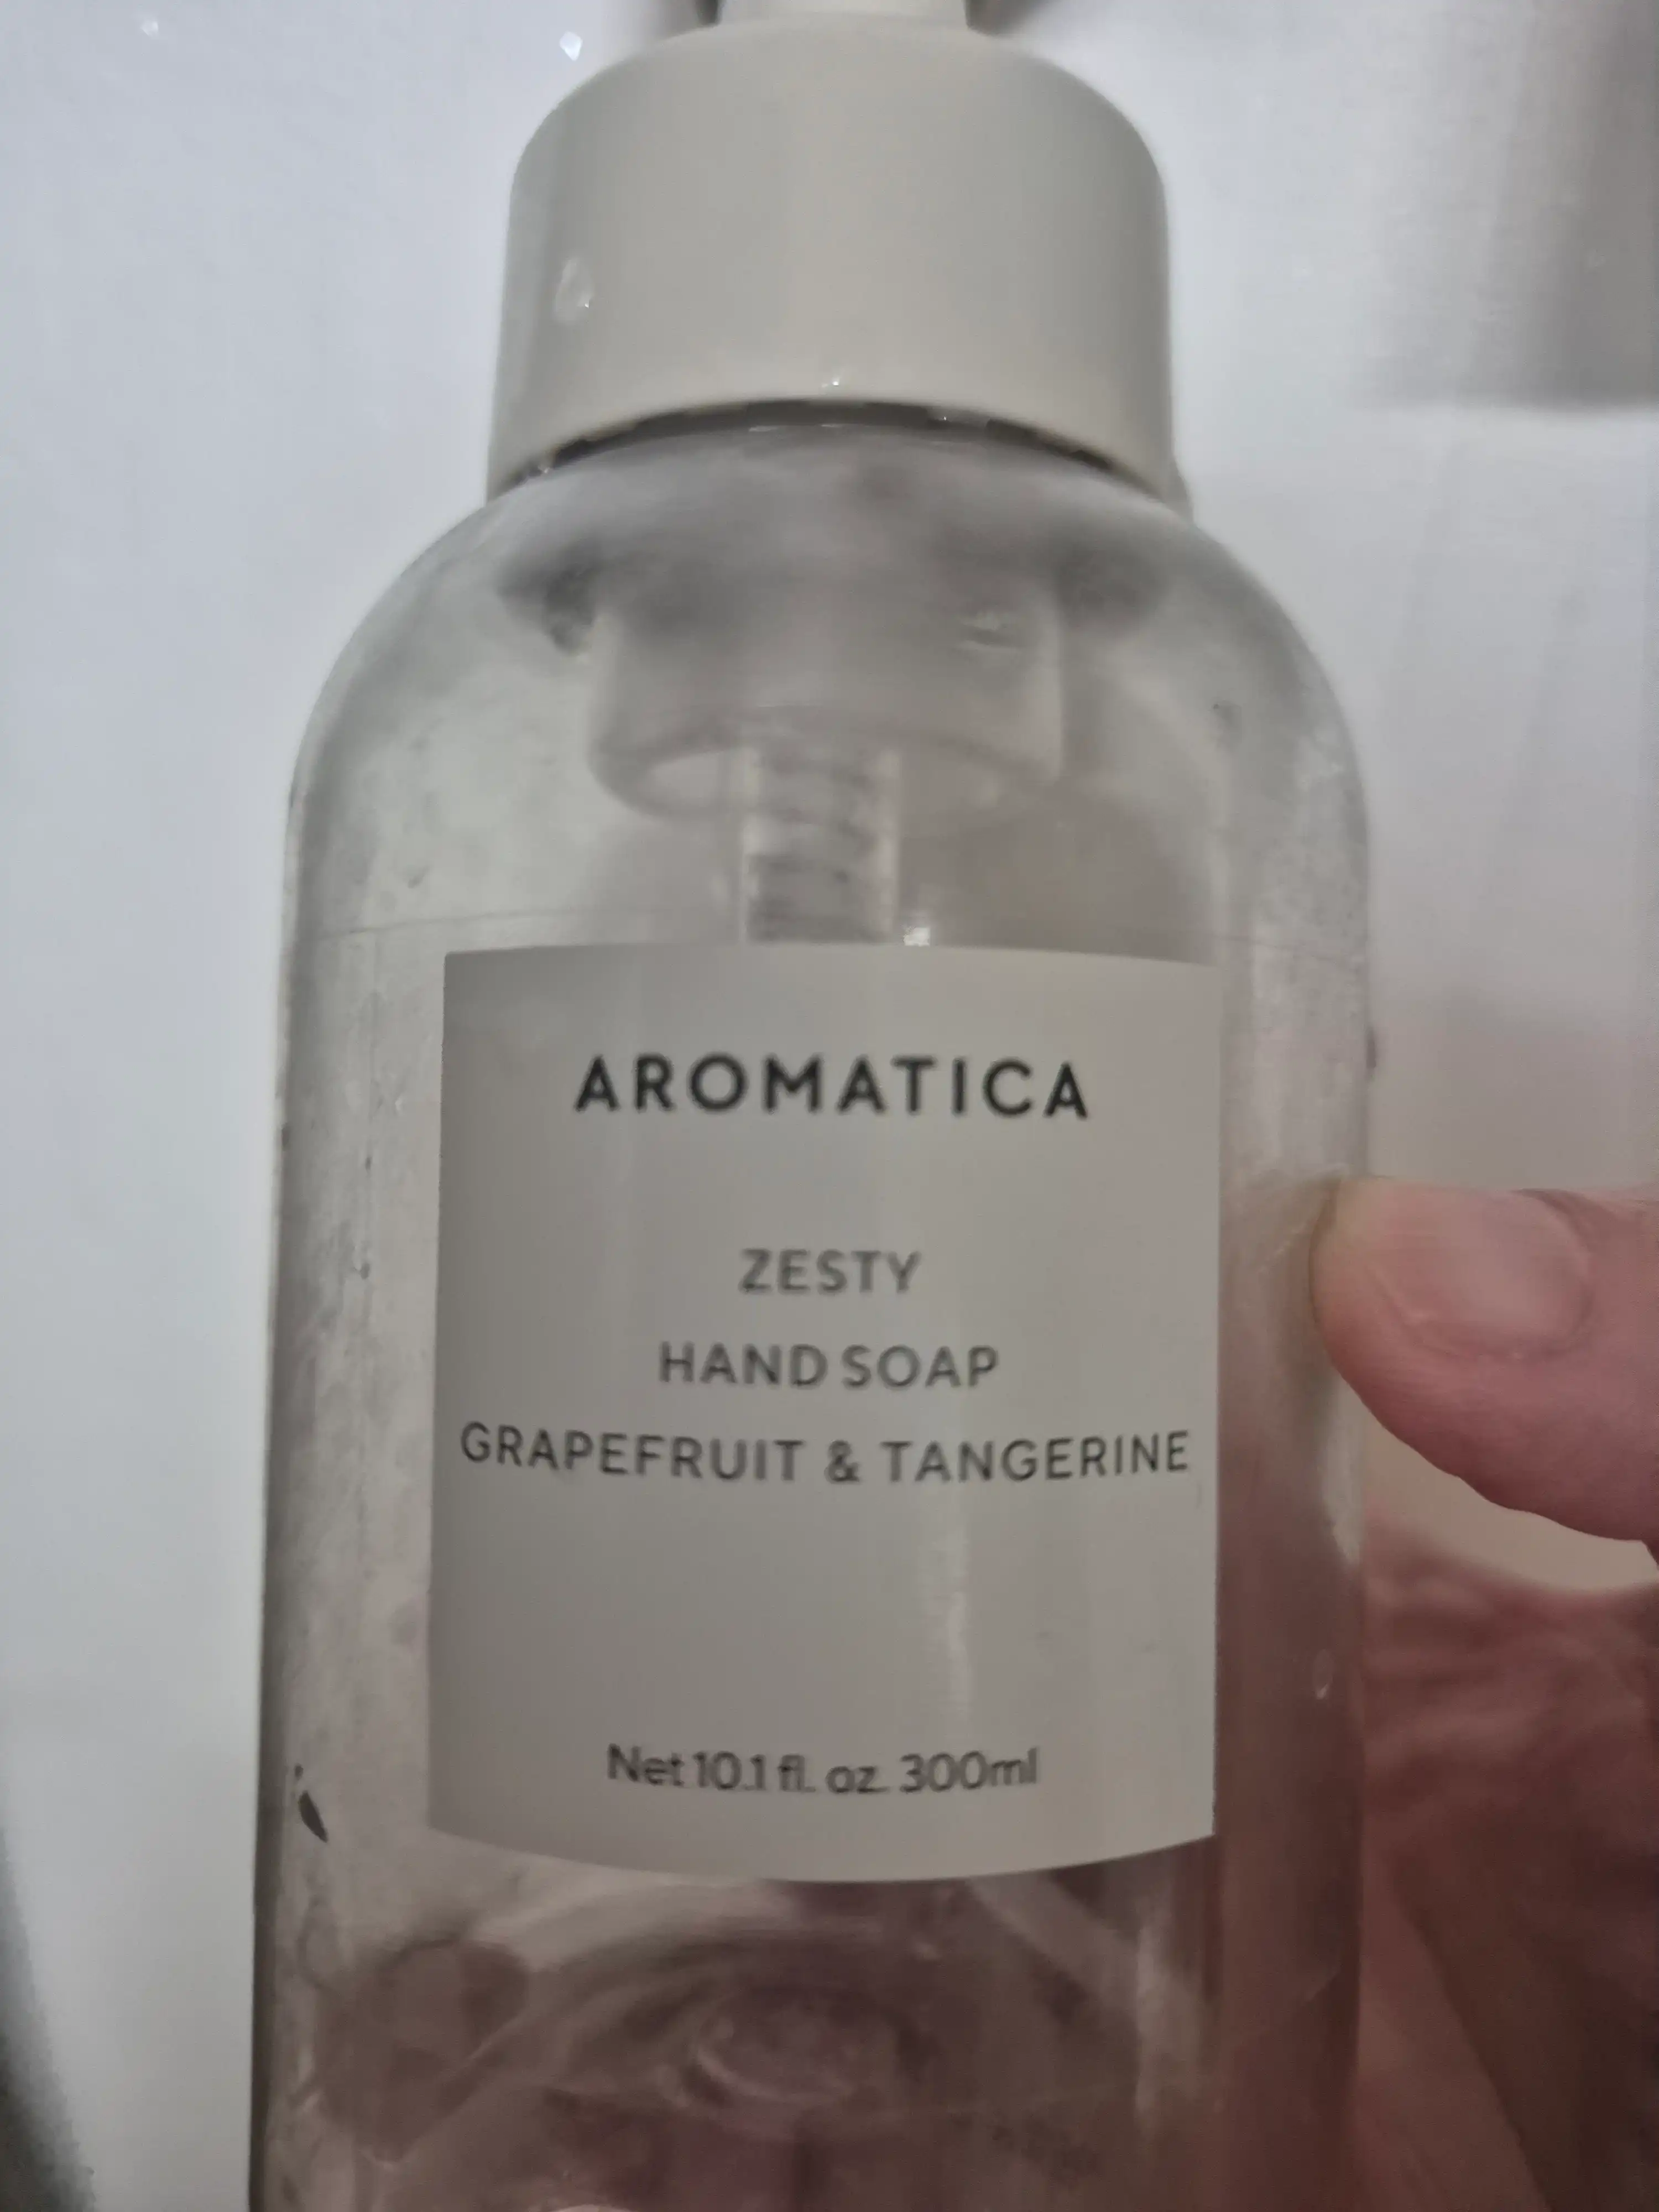 AROMATICA
ZESTY
HAND SOAP
GRAPEFRUIT & TANGERINE
Net 10.1 fl. oz. 300ml